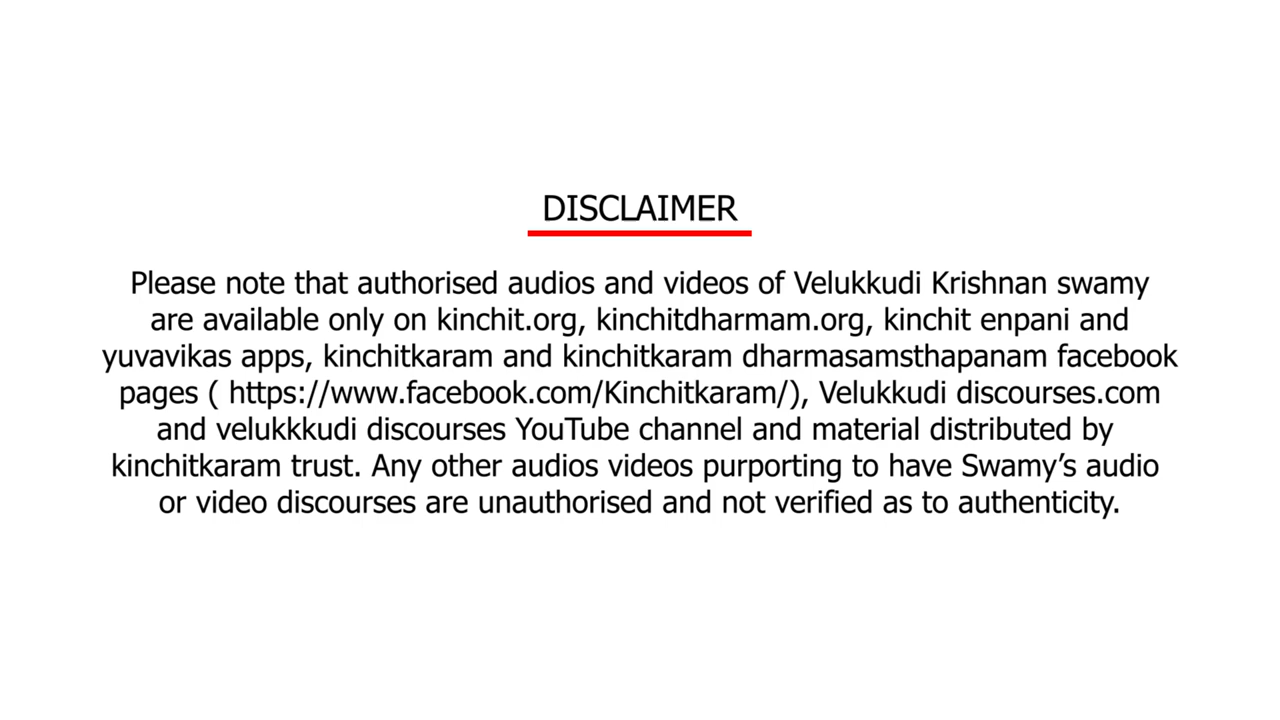 DISCLAIMER
Please note that authorised audios and videos of Velukkudi Krishnan swamy
are available only on kinchit.org, kinchitdharmam.org, kinchit enpani and
yuvavikas apps, kinchitkaram and kinchitkaram dharmasamsthapanam facebook
pages ( https://www.facebook.com/Kinchitkaram/), Velukkudi discourses.com
and velukkkudi discourses YouTube channel and material distributed by
kinchitkaram trust. Any other audios videos purporting to have Swamy’s audio
or video discourses are unauthorised and not verified as to authenticity.